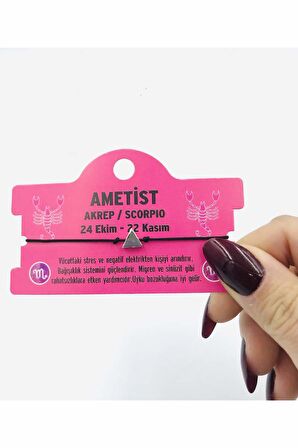 AMETİST
AKREP / SCORPIO
24 Ekim - 22 Kasım
Vücuttaki stres ve negatif elektrikten kişiyi arındırır.
Bağışıklık sistemini güçlendirir. Migren ve sinüzit gibi
rahatsızlıklara etken yardımcıdır.Uyku bozukluğuna iyi gelir.